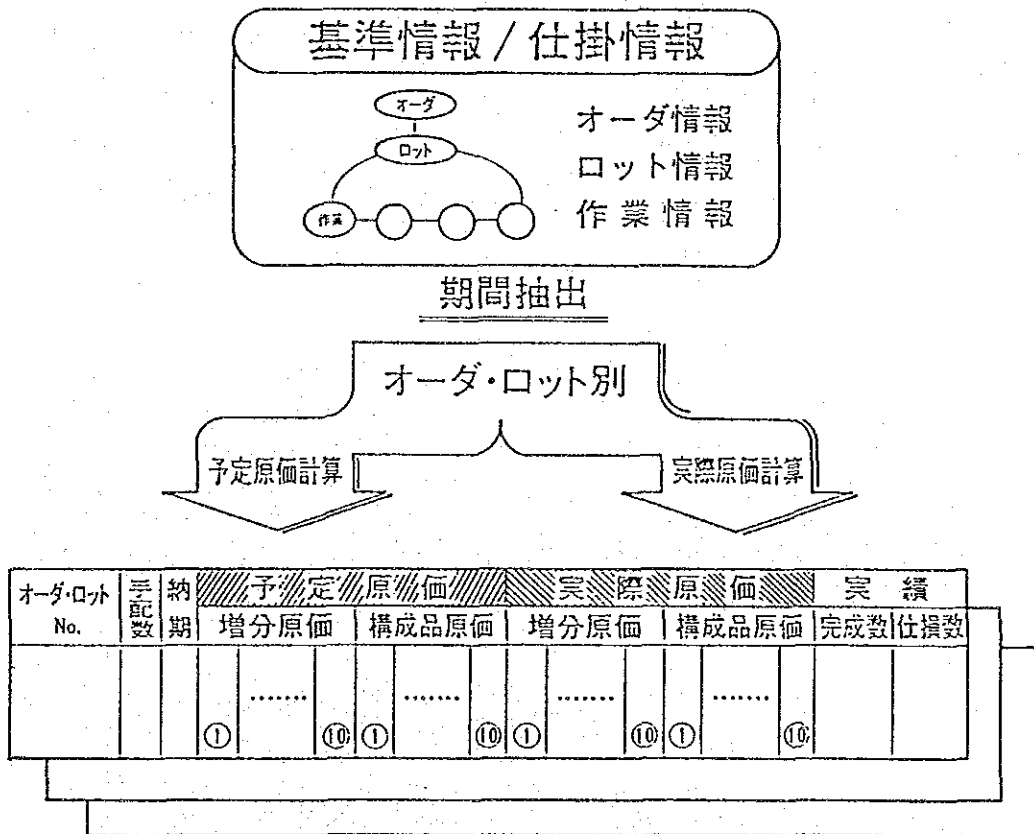 基準情報/仕掛情報
オーダ
ロット
作業
オーダ情報
ロット情報
作業情報
期間抽出
オーダ・ロット別
予定原価計算
実際原価計算
オーダ・ロット No. 手配数 納期 予定原価 実際原価 実績
増分原価 構成品原価 増分原価 構成品原価 完成数 仕損数
....... ....... ....... .......
① ⑩ ① ⑩ ① ⑩ ① ⑩